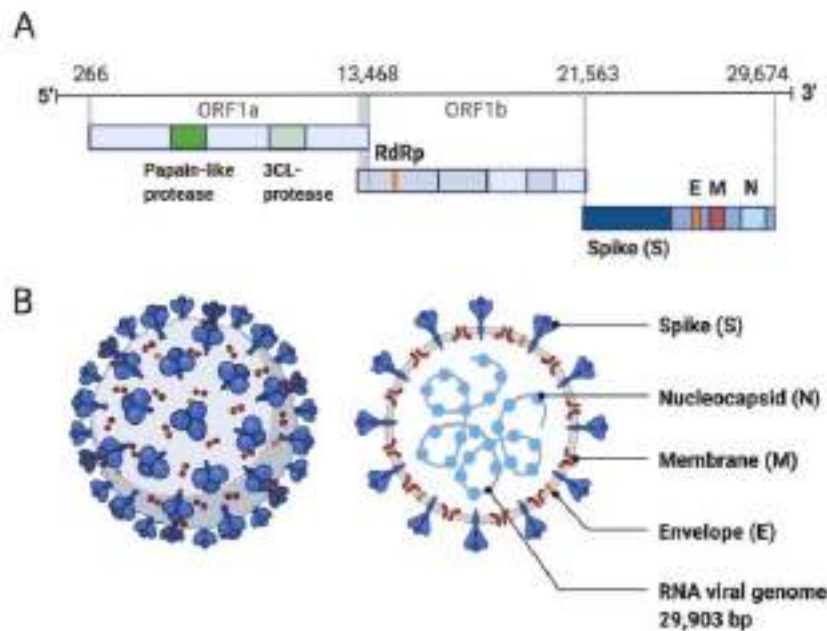 A
266 13,468 21,563 29,674
5' 3'
ORF1a ORF1b
RdRp
Papain-like
protease
3CL-
protease
E M N
Spike (S)
B
Spike (S)
Nucleocapsid (N)
Membrane (M)
Envelope (E)
RNA viral genome
29,903 bp